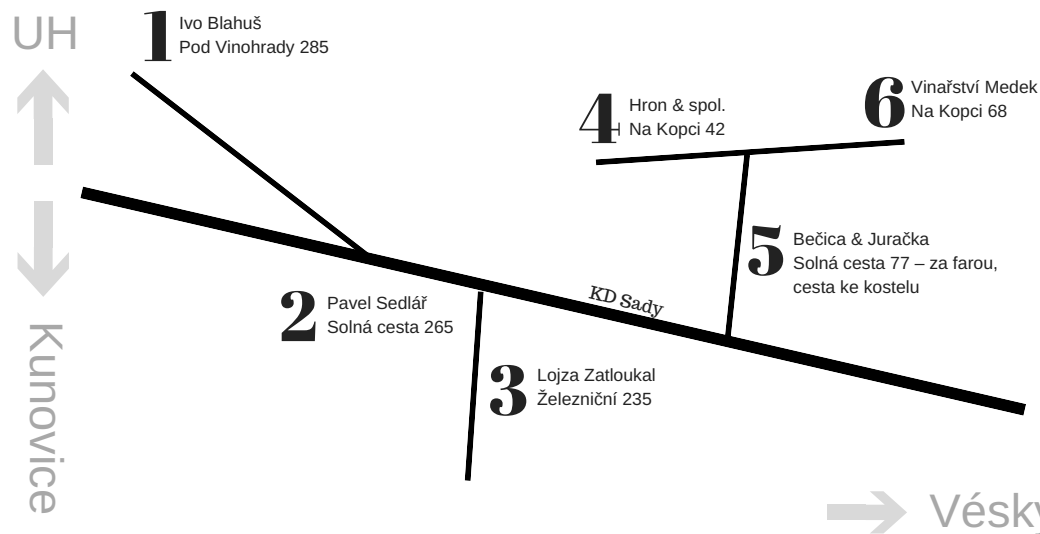 UH
1
Ivo Blahuš
Pod Vinohrady 285
4
Hron & spol.
Na Kopci 42
6
Vinařství Medek
Na Kopci 68
5
Bečica & Juračka
Solná cesta 77 – za farou,
cesta ke kostelu
KD Sady
2
Pavel Sedlář
Solná cesta 265
3
Lojza Zatloukal
Železniční 235
Kunovice
Vésky